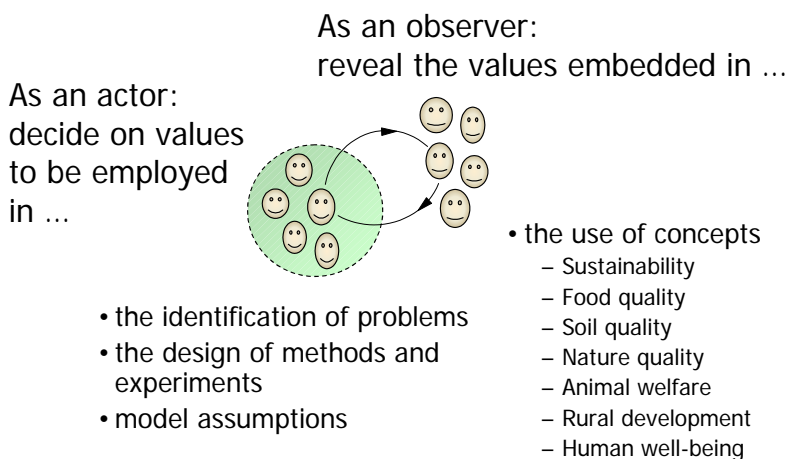 As an observer:
reveal the values embedded in ...
As an actor:
decide on values
to be employed
in ...
• the identification of problems
• the design of methods and
experiments
• model assumptions
• the use of concepts
– Sustainability
– Food quality
– Soil quality
– Nature quality
– Animal welfare
– Rural development
– Human well-being